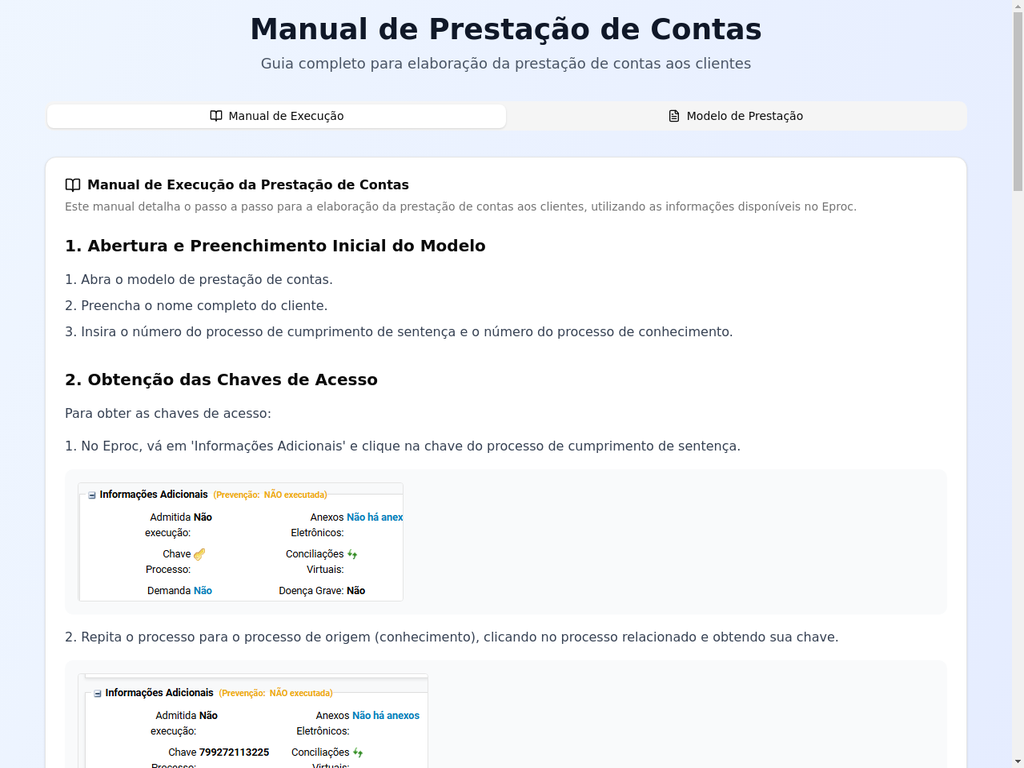 Manual de Prestação de Contas
Guia completo para elaboração da prestação de contas aos clientes
Manual de Execução
Modelo de Prestação
Manual de Execução da Prestação de Contas
Este manual detalha o passo a passo para a elaboração da prestação de contas aos clientes, utilizando as informações disponíveis no Eproc.
1. Abertura e Preenchimento Inicial do Modelo
1. Abra o modelo de prestação de contas.
2. Preencha o nome completo do cliente.
3. Insira o número do processo de cumprimento de sentença e o número do processo de conhecimento.
2. Obtenção das Chaves de Acesso
Para obter as chaves de acesso:
1. No Eproc, vá em 'Informações Adicionais' e clique na chave do processo de cumprimento de sentença.
Informações Adicionais (Prevenção: NÃO executada)
Admitida Não Anexos Não há anex
execução: Eletrônicos:
Chave Conciliações
Processo: Virtuais:
Demanda Não Doença Grave: Não
2. Repita o processo para o processo de origem (conhecimento), clicando no processo relacionado e obtendo sua chave.
Informações Adicionais (Prevenção: NÃO executada)
Admitida Não Anexos Não há anexos
execução: Eletrônicos:
Chave 799272113225 Conciliações
Processo: Virtuais: